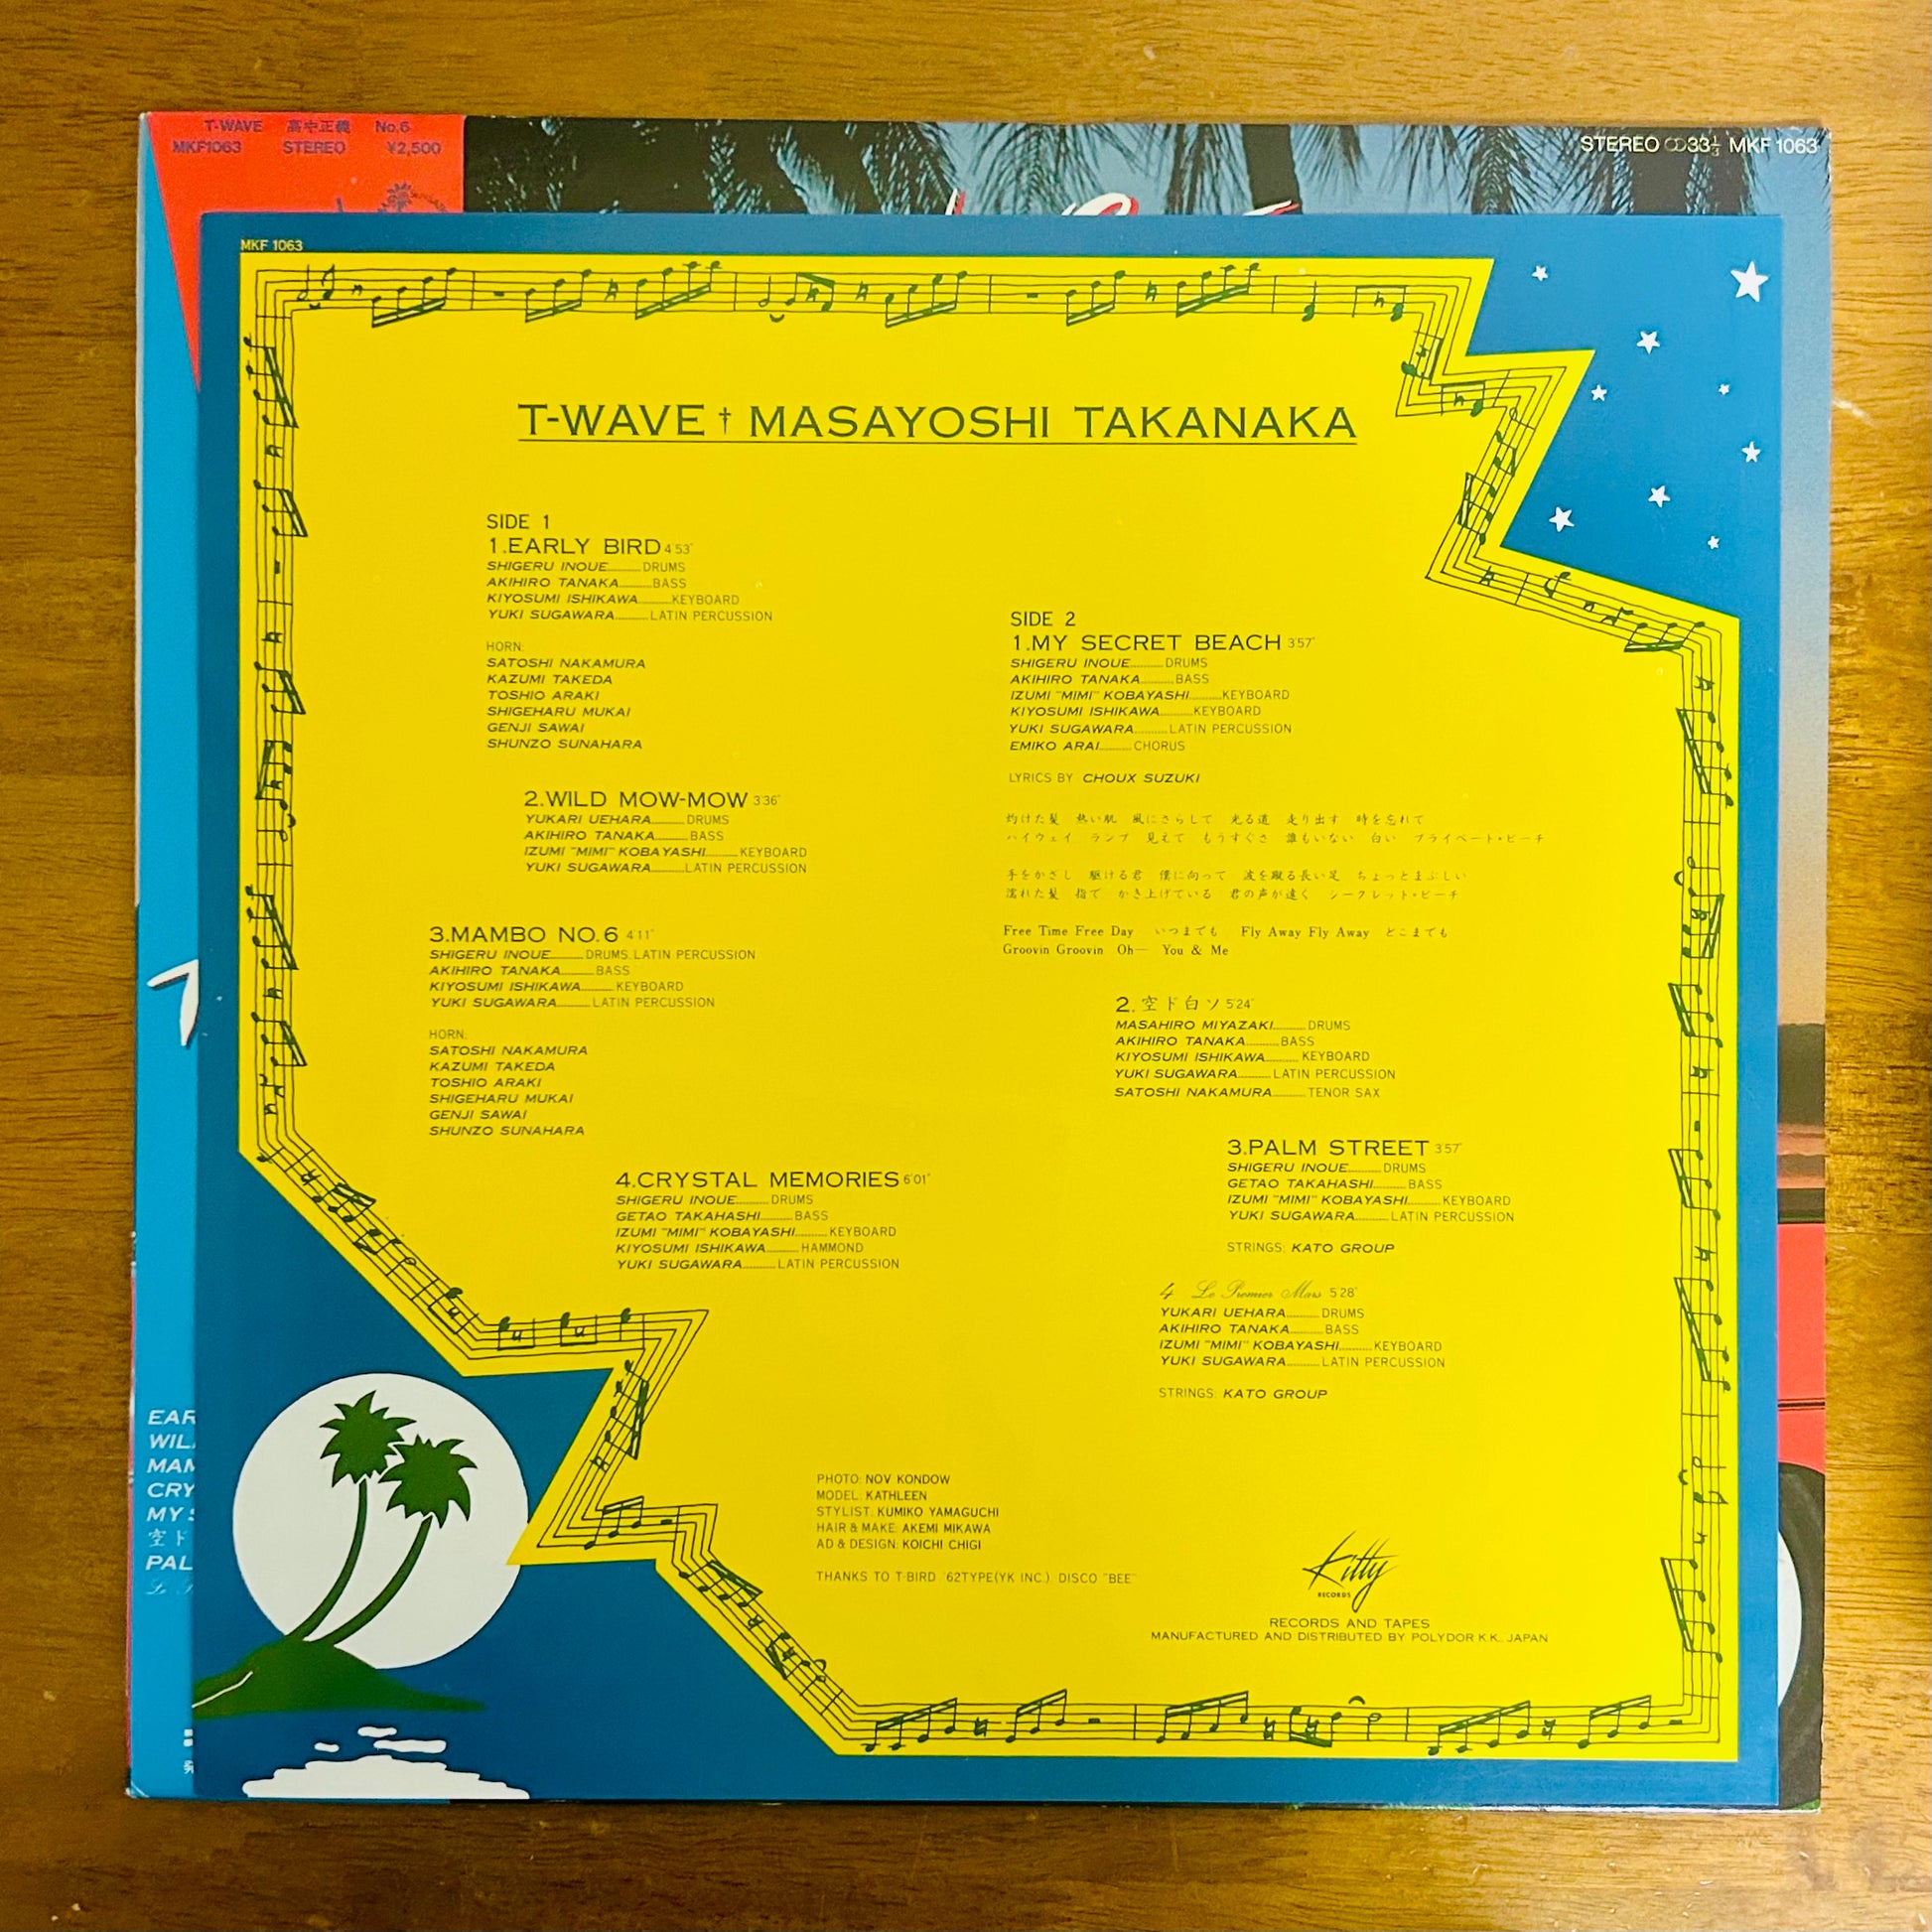 T-WAVE 高中正義 No.6
MKF1063 STEREO ¥2,500
STEREO 33⅓ MKF 1063
MKF 1063
T-WAVE † MASAYOSHI TAKANAKA
SIDE 1
1.EARLY BIRD 4'53"
SHIGERU INOUE..........DRUMS
AKIHIRO TANAKA..........BASS
KIYOSUMI ISHIKAWA..........KEYBOARD
YUKI SUGAWARA..........LATIN PERCUSSION
HORN:
SATOSHI NAKAMURA
KAZUMI TAKEDA
TOSHIO ARAKI
SHIGEHARU MUKAI
GENJI SAWAI
SHUNZO SUNAHARA
2.WILD MOW-MOW 3'36"
YUKARI UEHARA..........DRUMS
AKIHIRO TANAKA..........BASS
IZUMI "MIMI" KOBAYASHI..........KEYBOARD
YUKI SUGAWARA..........LATIN PERCUSSION
3.MAMBO NO.6 4'11"
SHIGERU INOUE..........DRUMS. LATIN PERCUSSION
AKIHIRO TANAKA..........BASS
KIYOSUMI ISHIKAWA..........KEYBOARD
YUKI SUGAWARA..........LATIN PERCUSSION
HORN:
SATOSHI NAKAMURA
KAZUMI TAKEDA
TOSHIO ARAKI
SHIGEHARU MUKAI
GENJI SAWAI
SHUNZO SUNAHARA
4.CRYSTAL MEMORIES 6'01"
SHIGERU INOUE..........DRUMS
GETAO TAKAHASHI..........BASS
IZUMI "MIMI" KOBAYASHI..........KEYBOARD
KIYOSUMI ISHIKAWA..........HAMMOND
YUKI SUGAWARA..........LATIN PERCUSSION
SIDE 2
1.MY SECRET BEACH 3'57"
SHIGERU INOUE..........DRUMS
AKIHIRO TANAKA..........BASS
IZUMI "MIMI" KOBAYASHI..........KEYBOARD
KIYOSUMI ISHIKAWA..........KEYBOARD
YUKI SUGAWARA..........LATIN PERCUSSION
EMIKO ARAI..........CHORUS
LYRICS BY CHOUX SUZUKI
灼けた髪 熱い肌 風にさらして 光る道 走り出す 時を忘れて
ハイウェイ ランプ 見えて もうすぐさ 誰もいない 白い プライベート・ビーチ
手をかざし 駆ける君 僕に向って 波を蹴る長い足 ちょっとまぶしい
濡れた髪 指で かき上げている 君の声が遠く シークレット・ビーチ
Free Time Free Day いつまでも Fly Away Fly Away どこまでも
Groovin Groovin Oh— You & Me
2.空ド白ソ 5'24"
MASAHIRO MIYAZAKI..........DRUMS
AKIHIRO TANAKA..........BASS
KIYOSUMI ISHIKAWA..........KEYBOARD
YUKI SUGAWARA..........LATIN PERCUSSION
SATOSHI NAKAMURA..........TENOR SAX
3.PALM STREET 3'57"
SHIGERU INOUE..........DRUMS
GETAO TAKAHASHI..........BASS
IZUMI "MIMI" KOBAYASHI..........KEYBOARD
YUKI SUGAWARA..........LATIN PERCUSSION
STRINGS: KATO GROUP
4 Le Premier Mars 5'28"
YUKARI UEHARA..........DRUMS
AKIHIRO TANAKA..........BASS
IZUMI "MIMI" KOBAYASHI..........KEYBOARD
YUKI SUGAWARA..........LATIN PERCUSSION
STRINGS: KATO GROUP
PHOTO: NOV KONDOW
MODEL: KATHLEEN
STYLIST: KUMIKO YAMAGUCHI
HAIR & MAKE: AKEMI MIKAWA
AD & DESIGN: KOICHI CHIGI
THANKS TO T-BIRD '62TYPE(YK INC.). DISCO "BEE"
Kitty
RECORDS
RECORDS AND TAPES
MANUFACTURED AND DISTRIBUTED BY POLYDOR K.K., JAPAN
EAR
WIL
MAM
CRY
MY S
空ド
PAL